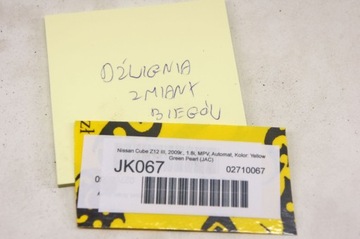 DŹWIGNIA
ZMIANY
BIEGÓW
Nissan Cube Z12 III, 2009r., 1.8i, MPV, Automat, Kolor: Yellow
Green Pearl (JAC)
JK067
02710067